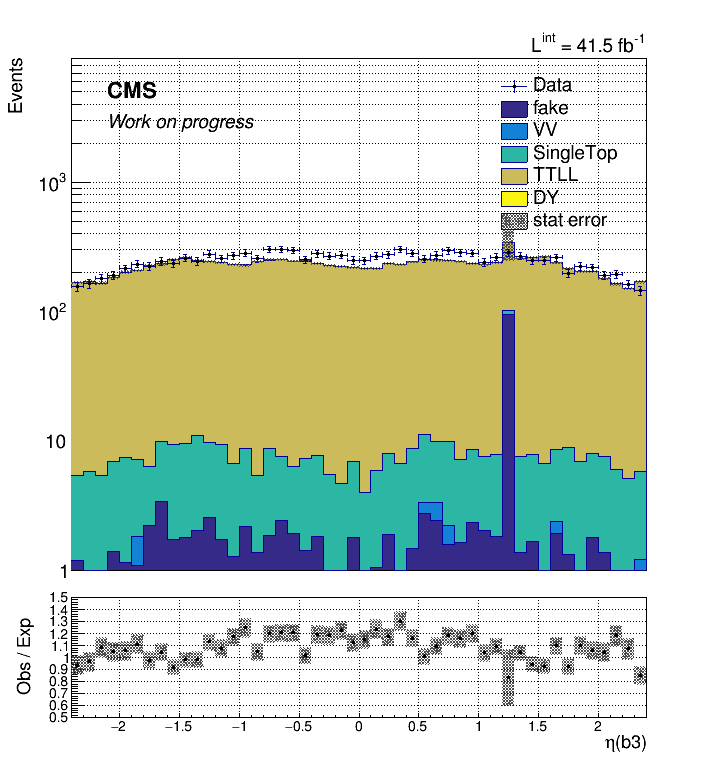 L^int = 41.5 fb^-1
Events
CMS
Work on progress
Data
fake
VV
SingleTop
TTLL
DY
stat error
10^3
10^2
10
1
Obs / Exp
1.5
1.4
1.3
1.2
1.1
1
0.9
0.8
0.7
0.6
0.5
−2 −1.5 −1 −0.5 0 0.5 1 1.5 2
η(b3)